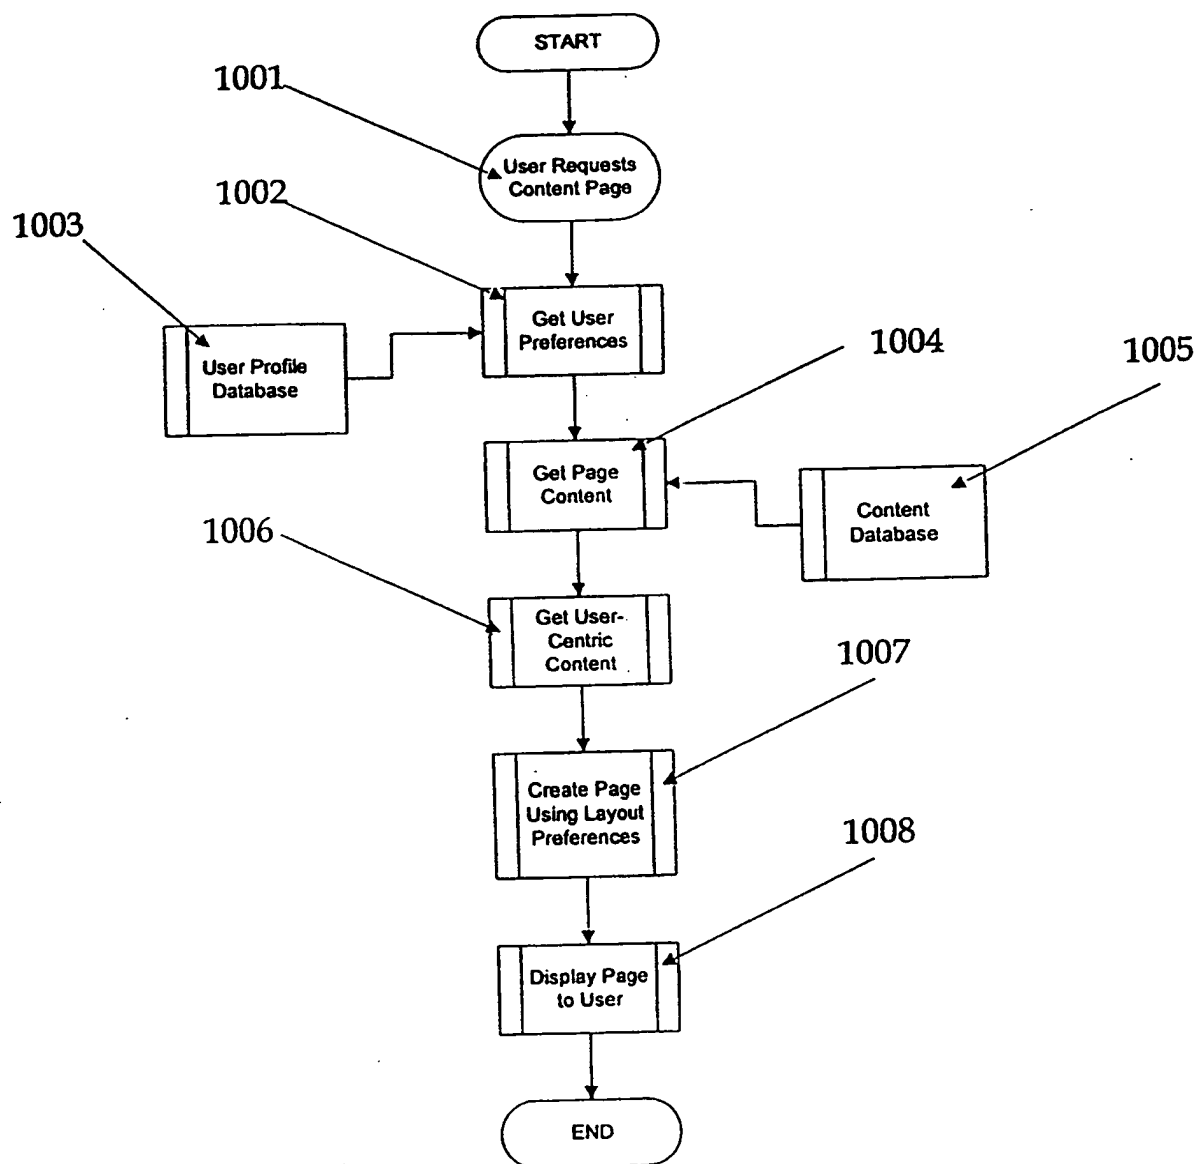 START
1001
User Requests
Content Page
1002
1003
Get User
Preferences
User Profile
Database
1004
1005
Get Page
Content
Content
Database
1006
Get User-
Centric
Content
1007
Create Page
Using Layout
Preferences
1008
Display Page
to User
END